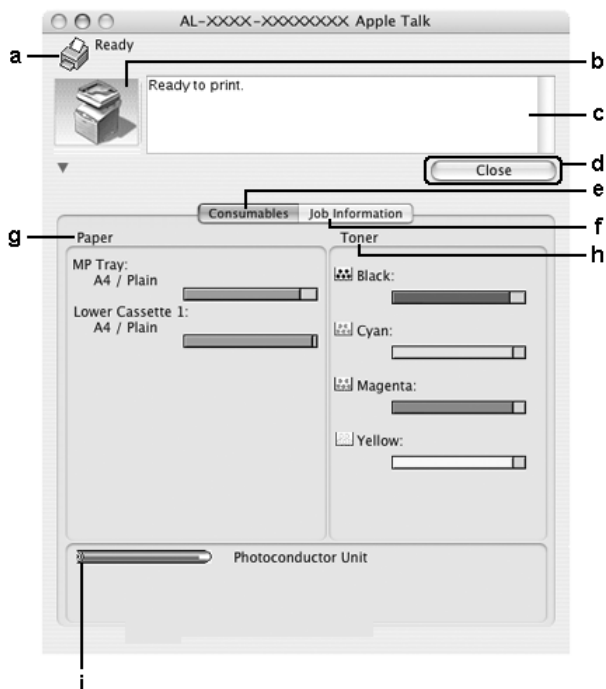 AL-XXXX-XXXXXXXX Apple Talk
a
Ready
b
Ready to print.
c
d
Close
e
Consumables
Job Information
f
g
Paper
Toner
h
MP Tray:
A4 / Plain
Lower Cassette 1:
A4 / Plain
Black:
Cyan:
Magenta:
Yellow:
Photoconductor Unit
i